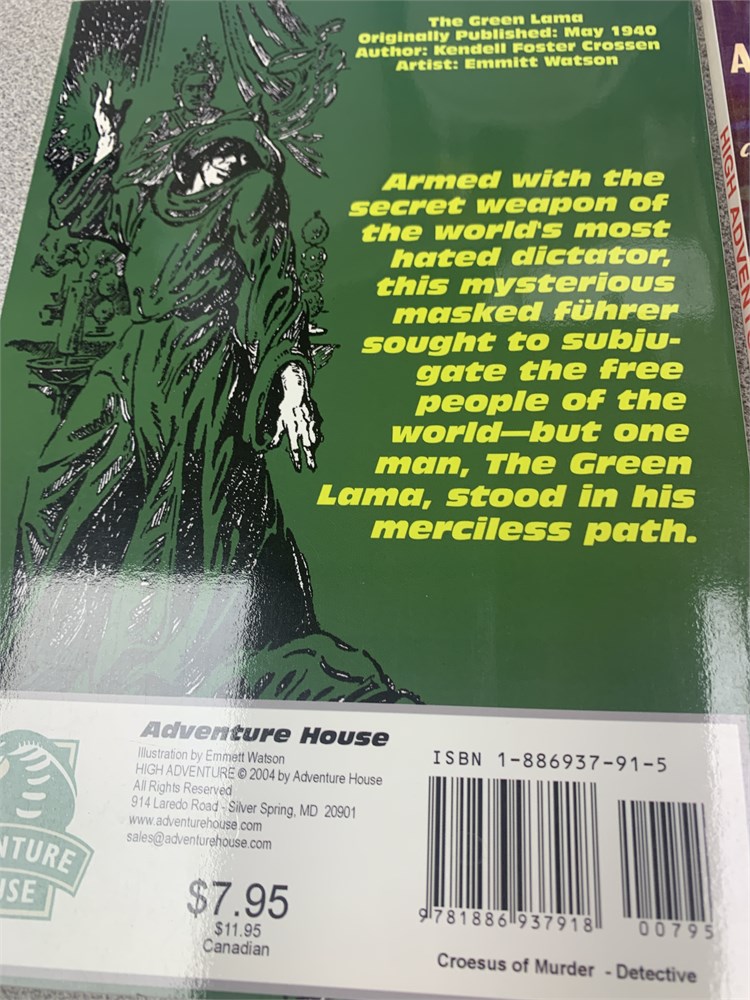 The Green Lama
Originally Published: May 1940
Author: Kendell Foster Crossen
Artist: Emmitt Watson
Armed with the
secret weapon of
the world's most
hated dictator,
this mysterious
masked führer
sought to subju-
gate the free
people of the
world—but one
man, The Green
Lama, stood in his
merciless path.
Adventure House
Illustration by Emmett Watson
HIGH ADVENTURE © 2004 by Adventure House
All Rights Reserved
914 Laredo Road - Silver Spring, MD 20901
www.adventurehouse.com
sales@adventurehouse.com
$7.95
$11.95
Canadian
ISBN 1-886937-91-5
9 781886 937918
00795
Croesus of Murder - Detective
NTURE
USE
HIGH ADVENTU
A